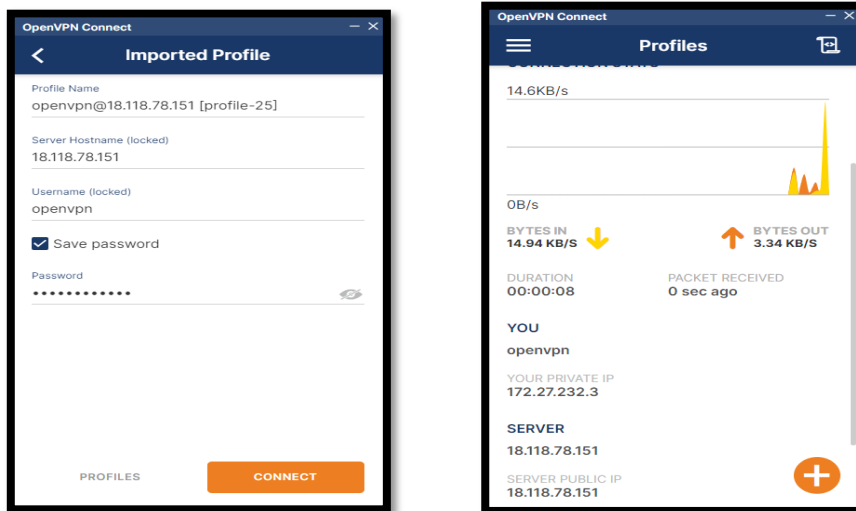 OpenVPN Connect
Imported Profile
Profile Name
openvpn@18.118.78.151 [profile-25]
Server Hostname (locked)
18.118.78.151
Username (locked)
openvpn
Save password
Password
••••••••••••
PROFILES
CONNECT
OpenVPN Connect
Profiles
14.6KB/s
0B/s
BYTES IN
14.94 KB/S
BYTES OUT
3.34 KB/S
DURATION
00:00:08
PACKET RECEIVED
0 sec ago
YOU
openvpn
YOUR PRIVATE IP
172.27.232.3
SERVER
18.118.78.151
SERVER PUBLIC IP
18.118.78.151